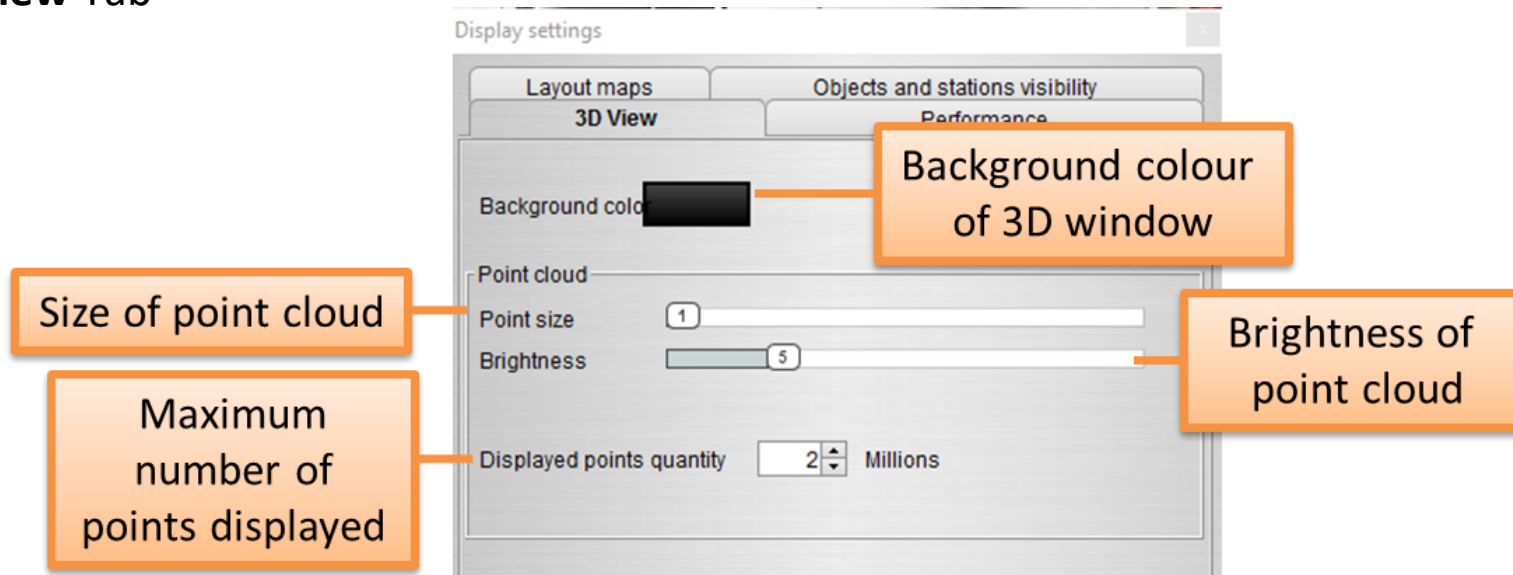 Tab
Display settings
x
Layout maps
Objects and stations visibility
3D View
Performance
Background color
Background colour
of 3D window
Point cloud
Size of point cloud
Point size
1
Brightness
5
Brightness of
point cloud
Maximum
number of
points displayed
Displayed points quantity
2
Millions